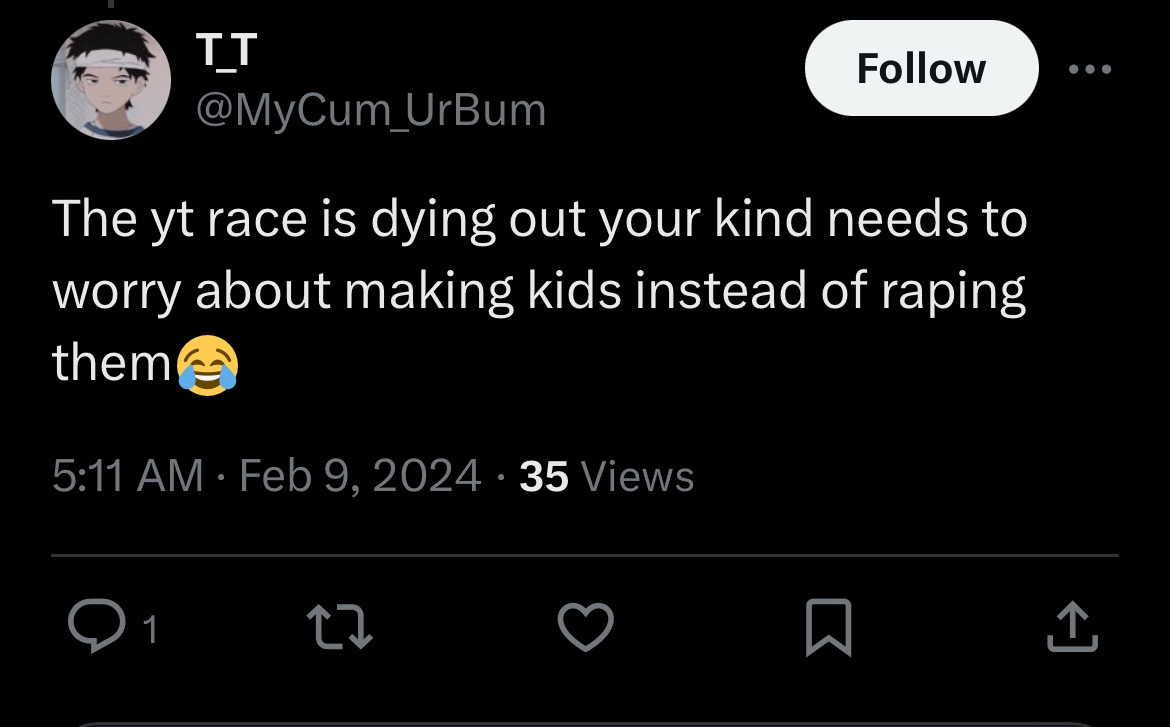 T_T
Follow
@MyCum_UrBum
The yt race is dying out your kind needs to
worry about making kids instead of raping
them😂
5:11 AM · Feb 9, 2024 · 35 Views
1